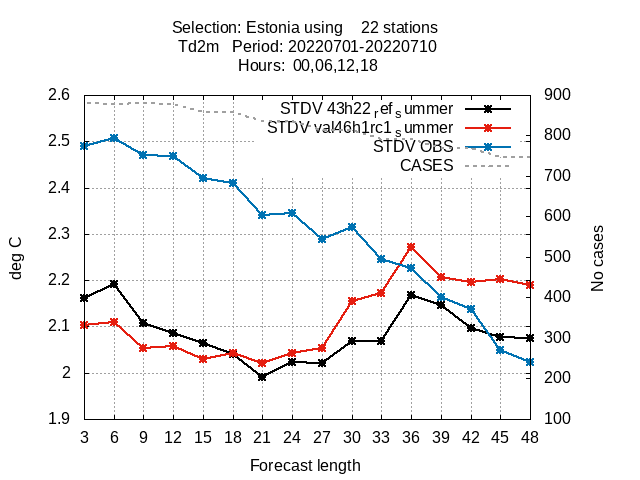 Selection: Estonia using 22 stations
Td2m Period: 20220701-20220710
Hours: 00,06,12,18
2.6
2.5
2.4
2.3
2.2
2.1
2
1.9
deg C
900
800
700
600
500
400
300
200
100
No cases
STDV 43h22_ref_summer
STDV val46h1rc1_summer
STDV OBS
CASES
3 6 9 12 15 18 21 24 27 30 33 36 39 42 45 48
Forecast length